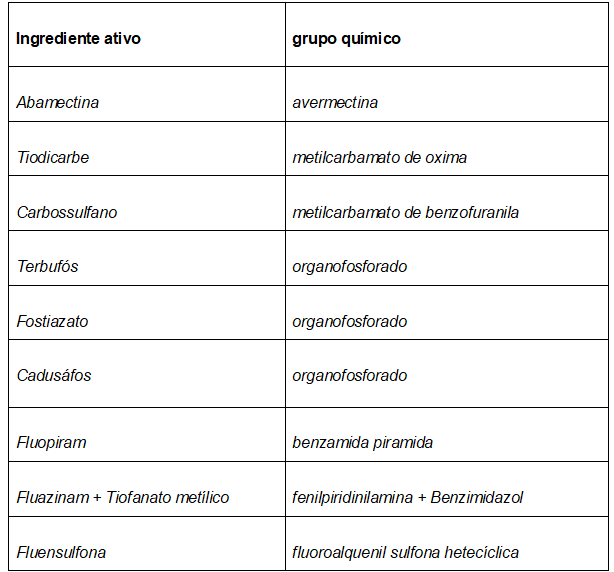 Ingrediente ativo grupo químico
Abamectina avermectina
Tiodicarbe metilcarbamato de oxima
Carbossulfano metilcarbamato de benzofuranila
Terbufós organofosforado
Fostiazato organofosforado
Cadusáfos organofosforado
Fluopiram benzamida piramida
Fluazinam + Tiofanato metílico fenilpiridinilamina + Benzimidazol
Fluensulfona fluoroalquenil sulfona hetecíclica